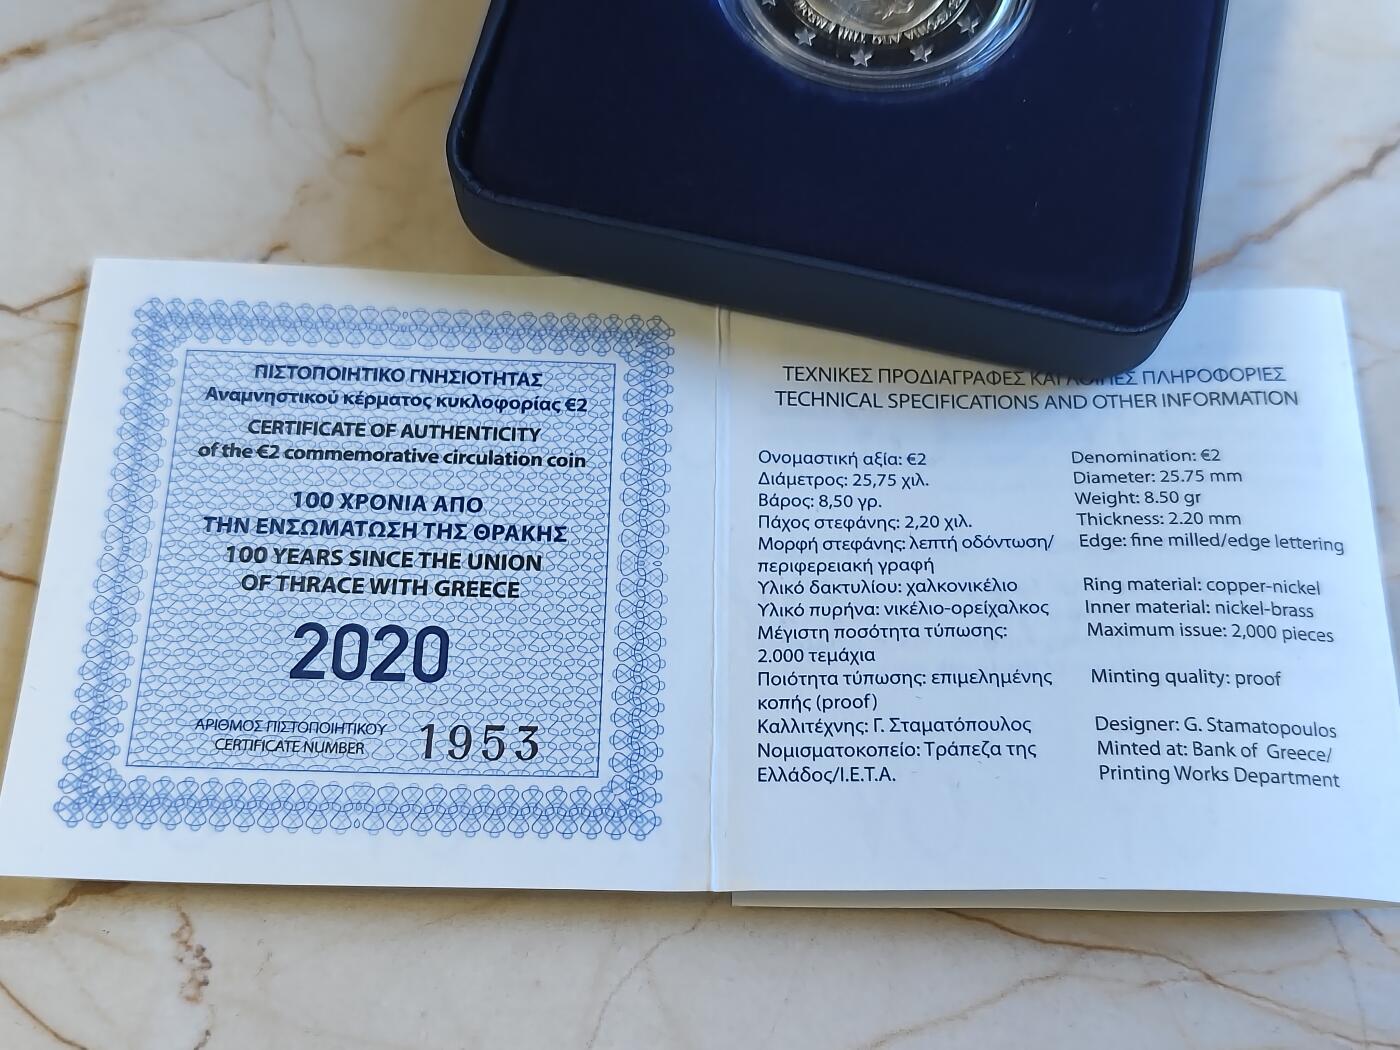 ΠΙΣΤΟΠΟΙΗΤΙΚΟ ΓΝΗΣΙΟΤΗΤΑΣ
Αναμνηστικού κέρματος κυκλοφορίας €2
CERTIFICATE OF AUTHENTICITY
of the €2 commemorative circulation coin
100 ΧΡΟΝΙΑ ΑΠΟ
ΤΗΝ ΕΝΣΩΜΑΤΩΣΗ ΤΗΣ ΘΡΑΚΗΣ
100 YEARS SINCE THE UNION
OF THRACE WITH GREECE
2020
ΑΡΙΘΜΟΣ ΠΙΣΤΟΠΟΙΗΤΙΚΟΥ
CERTIFICATE NUMBER
1953
ΤΕΧΝΙΚΕΣ ΠΡΟΔΙΑΓΡΑΦΕΣ ΚΑΙ ΛΟΙΠΕΣ ΠΛΗΡΟΦΟΡΙΕΣ
TECHNICAL SPECIFICATIONS AND OTHER INFORMATION
Ονομαστική αξία: €2
Διάμετρος: 25,75 χιλ.
Βάρος: 8,50 γρ.
Πάχος στεφάνης: 2,20 χιλ.
Μορφή στεφάνης: λεπτή οδόντωση/
περιφερειακή γραφή
Υλικό δακτυλίου: χαλκονικέλιο
Υλικό πυρήνα: νικέλιο-ορείχαλκος
Μέγιστη ποσότητα τύπωσης:
2.000 τεμάχια
Ποιότητα τύπωσης: επιμελημένης
κοπής (proof)
Καλλιτέχνης: Γ. Σταματόπουλος
Νομισματοκοπείο: Τράπεζα της
Ελλάδος/Ι.Ε.Τ.Α.
Denomination: €2
Diameter: 25.75 mm
Weight: 8.50 gr
Thickness: 2.20 mm
Edge: fine milled/edge lettering
Ring material: copper-nickel
Inner material: nickel-brass
Maximum issue: 2,000 pieces
Minting quality: proof
Designer: G. Stamatopoulos
Minted at: Bank of Greece/
Printing Works Department